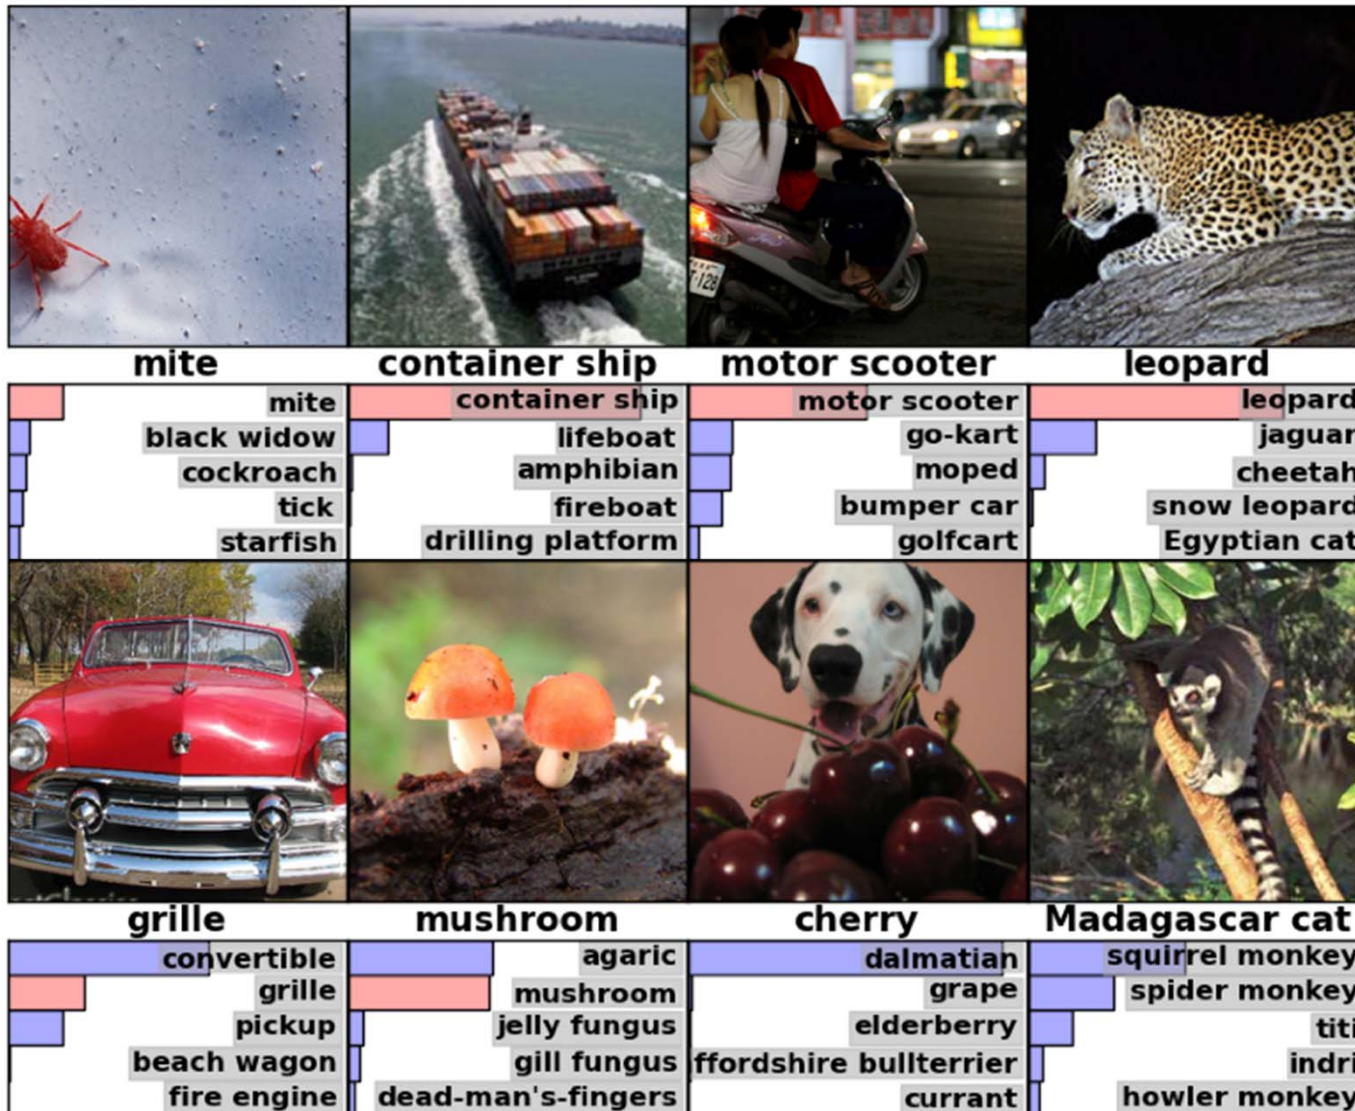 mite
container ship
motor scooter
leopard
mite
black widow
cockroach
tick
starfish
container ship
lifeboat
amphibian
fireboat
drilling platform
motor scooter
go-kart
moped
bumper car
golfcart
leopard
jaguar
cheetah
snow leopard
Egyptian cat
grille
mushroom
cherry
Madagascar cat
convertible
grille
pickup
beach wagon
fire engine
agaric
mushroom
jelly fungus
gill fungus
dead-man's-fingers
dalmatian
grape
elderberry
ffordshire bullterrier
currant
squirrel monkey
spider monkey
titi
indri
howler monkey